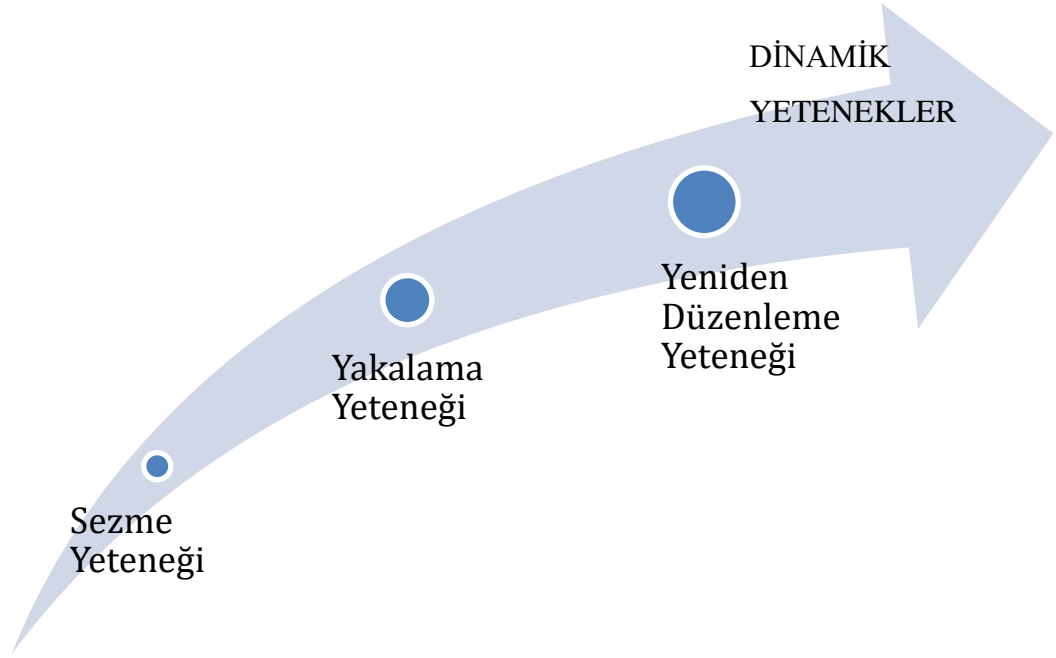 DİNAMİK
YETENEKLER
Yeniden
Düzenleme
Yeteneği
Yakalama
Yeteneği
Sezme
Yeteneği